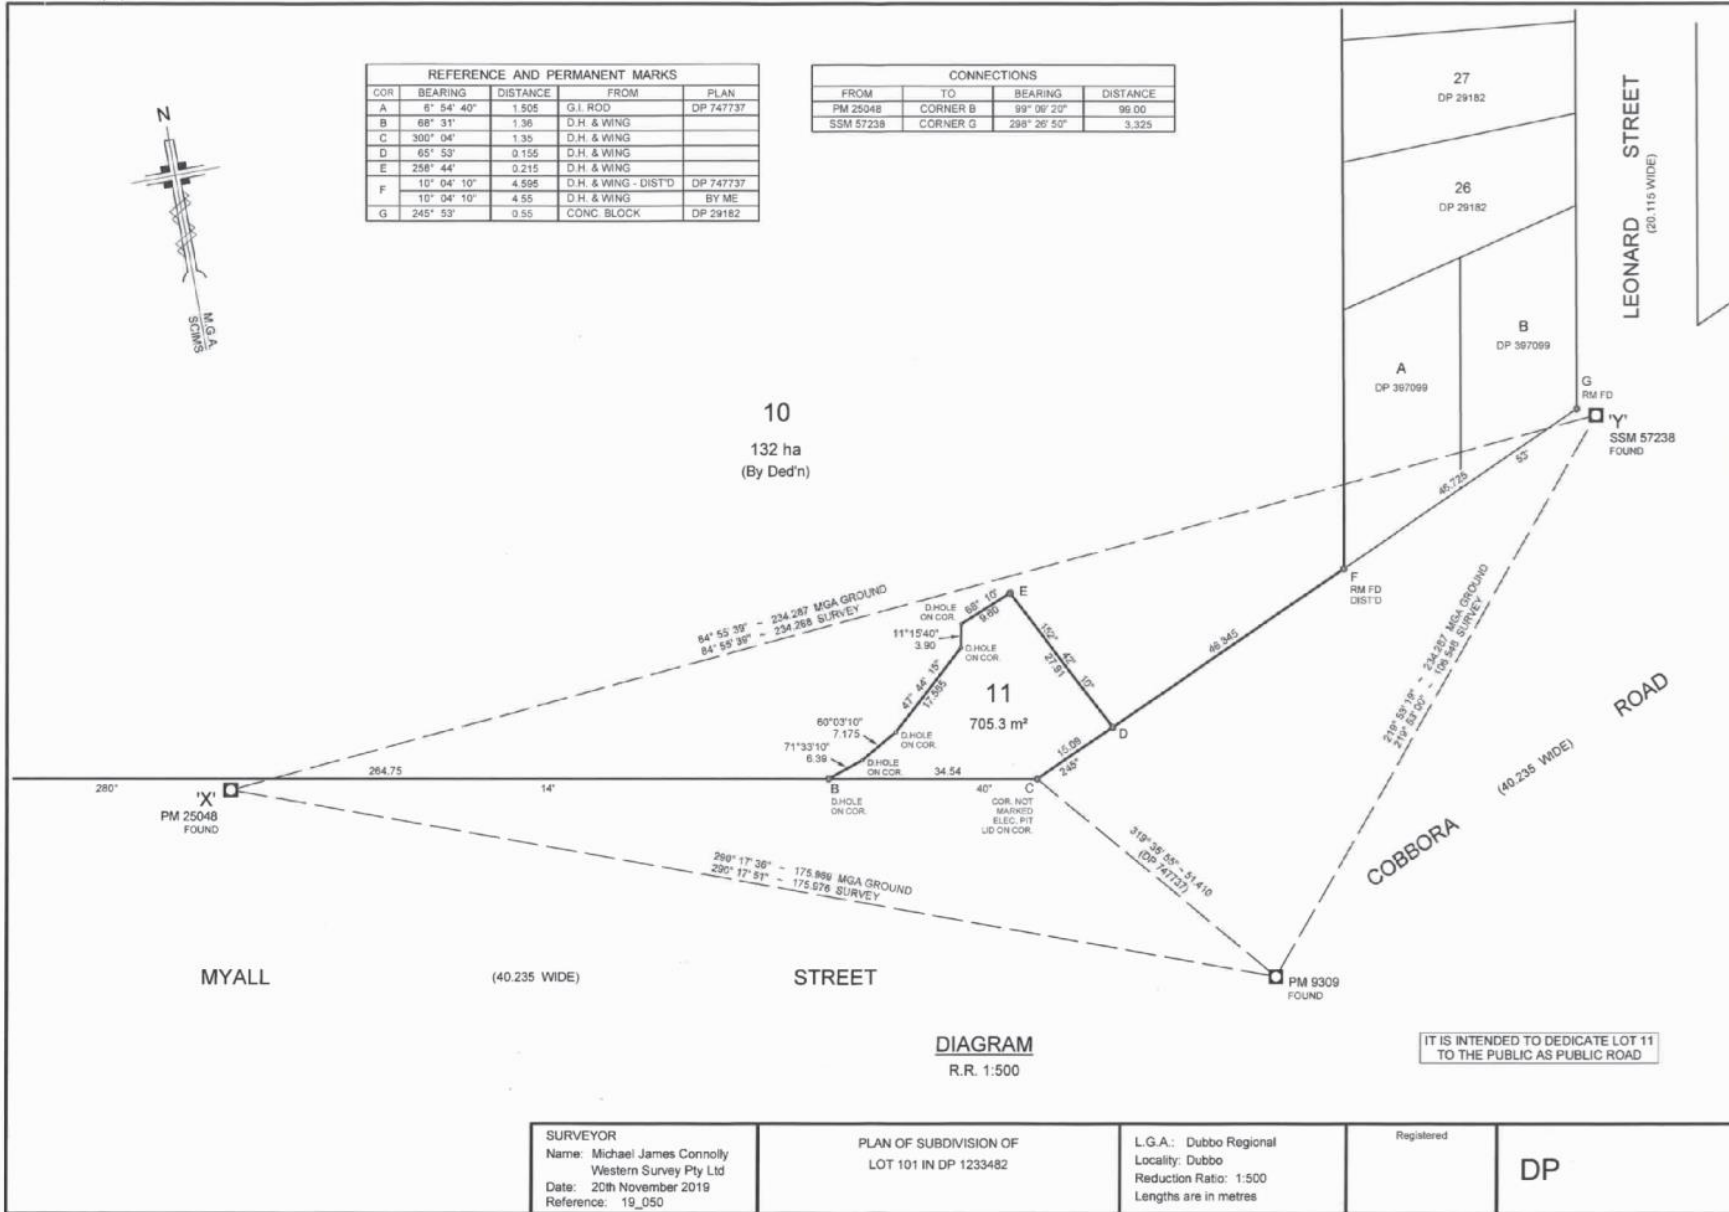 REFERENCE AND PERMANENT MARKS
COR BEARING DISTANCE FROM PLAN
A 6° 54' 40" 1.505 G.I. ROD DP 747737
B 68° 31' 1.36 D.H. & WING
C 300° 04' 1.35 D.H. & WING
D 65° 53' 0.155 D.H. & WING
E 258° 44' 0.215 D.H. & WING
F 10° 04' 10" 4.595 D.H. & WING - DIST'D DP 747737
10° 04' 10" 4.55 D.H. & WING BY ME
G 245° 53' 0.55 CONC. BLOCK DP 29182
CONNECTIONS
FROM TO BEARING DISTANCE
PM 25048 CORNER B 99° 09' 20" 99.00
SSM 57238 CORNER G 298° 26' 50" 3.325
N
M.G.A.
SCIMS
27
DP 29182
26
DP 29182
LEONARD STREET
(20.115 WIDE)
B
DP 397099
A
DP 397099
G
RM FD
'Y'
SSM 57238
FOUND
10
132 ha
(By Ded'n)
53'
45.725
F
RM FD
DIST'D
84° 55' 39" ~ 234.287 MGA GROUND
84° 55' 39" ~ 234.268 SURVEY
E
D.HOLE
ON COR.
68° 10'
9.60
11°15'40"
3.90
D.HOLE
ON COR.
152° 42' 10"
27.91
46.345
47° 44' 15"
17.585
11
705.3 m²
219° 53' 19" ~ 234.287 MGA GROUND
219° 53' 00" ~ 106.548 SURVEY
ROAD
60°03'10"
7.175
D.HOLE
ON COR.
71°33'10"
6.39
D.HOLE
ON COR.
D
15.09
245°
264.75
34.54
280°
'X'
14'
B
40"
C
PM 25048
FOUND
D.HOLE
ON COR.
COR. NOT
MARKED
ELEC. PIT
LID ON COR.
(40.235 WIDE)
COBBORA
319° 35' 55" ~ 51.410
(DP 747737)
290° 17' 36" ~ 175.969 MGA GROUND
290° 17' 51" ~ 175.976 SURVEY
MYALL (40.235 WIDE) STREET
PM 9309
FOUND
DIAGRAM
R.R. 1:500
IT IS INTENDED TO DEDICATE LOT 11
TO THE PUBLIC AS PUBLIC ROAD
SURVEYOR
Name: Michael James Connolly
Western Survey Pty Ltd
Date: 20th November 2019
Reference: 19_050
PLAN OF SUBDIVISION OF
LOT 101 IN DP 1233482
L.G.A.: Dubbo Regional
Locality: Dubbo
Reduction Ratio: 1:500
Lengths are in metres
Registered
DP